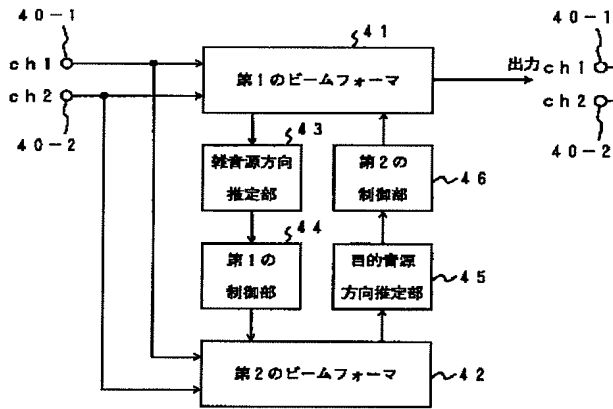 40-1
ch1
ch2
40-2
41
第1のビームフォーマ
出力
40-1
ch1
ch2
40-2
43
雑音源方向
推定部
第2の
制御部
46
44
第1の
制御部
目的音源
方向推定部
45
第2のビームフォーマ
42